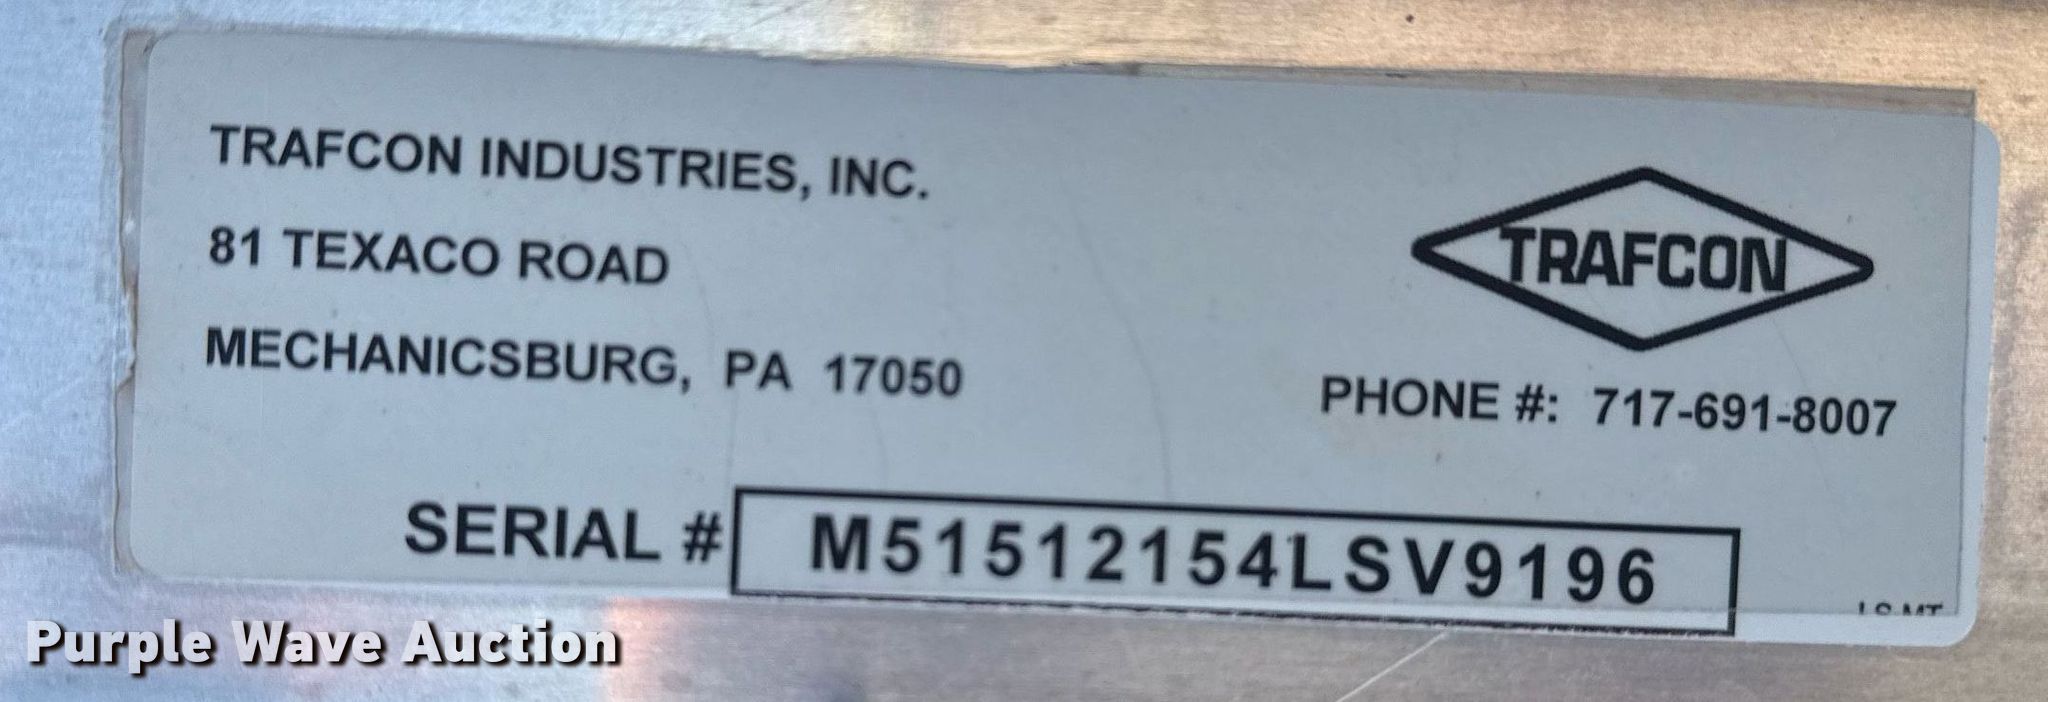 TRAFCON INDUSTRIES, INC.
81 TEXACO ROAD
MECHANICSBURG, PA 17050
TRAFCON
PHONE #: 717-691-8007
SERIAL # M51512154LSV9196
Purple Wave Auction